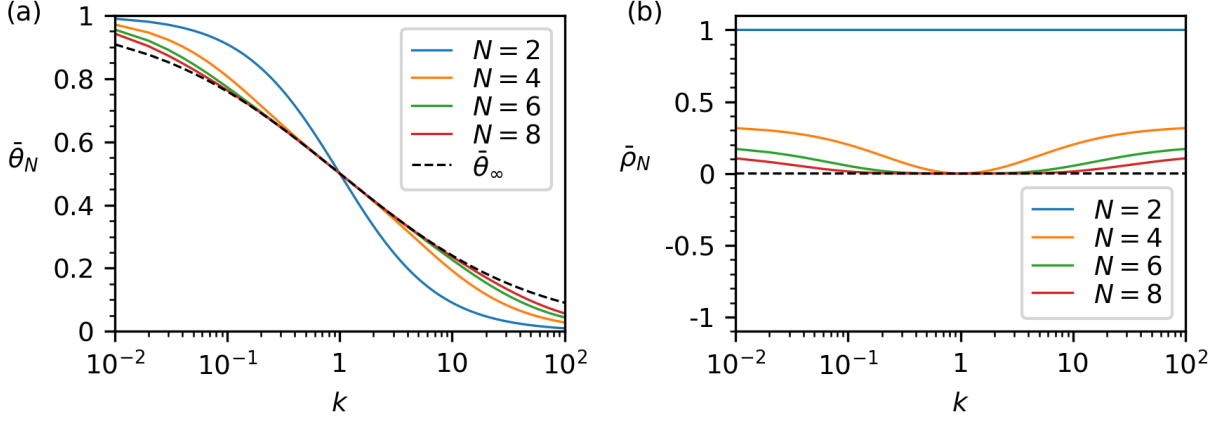 (a)
1
0.8
0.6
0.4
0.2
0
θ̄_N
10^-2
10^-1
1
10
10^2
k
N = 2
N = 4
N = 6
N = 8
θ̄_∞
(b)
1
0.5
0
-0.5
-1
ρ̄_N
10^-2
10^-1
1
10
10^2
k
N = 2
N = 4
N = 6
N = 8